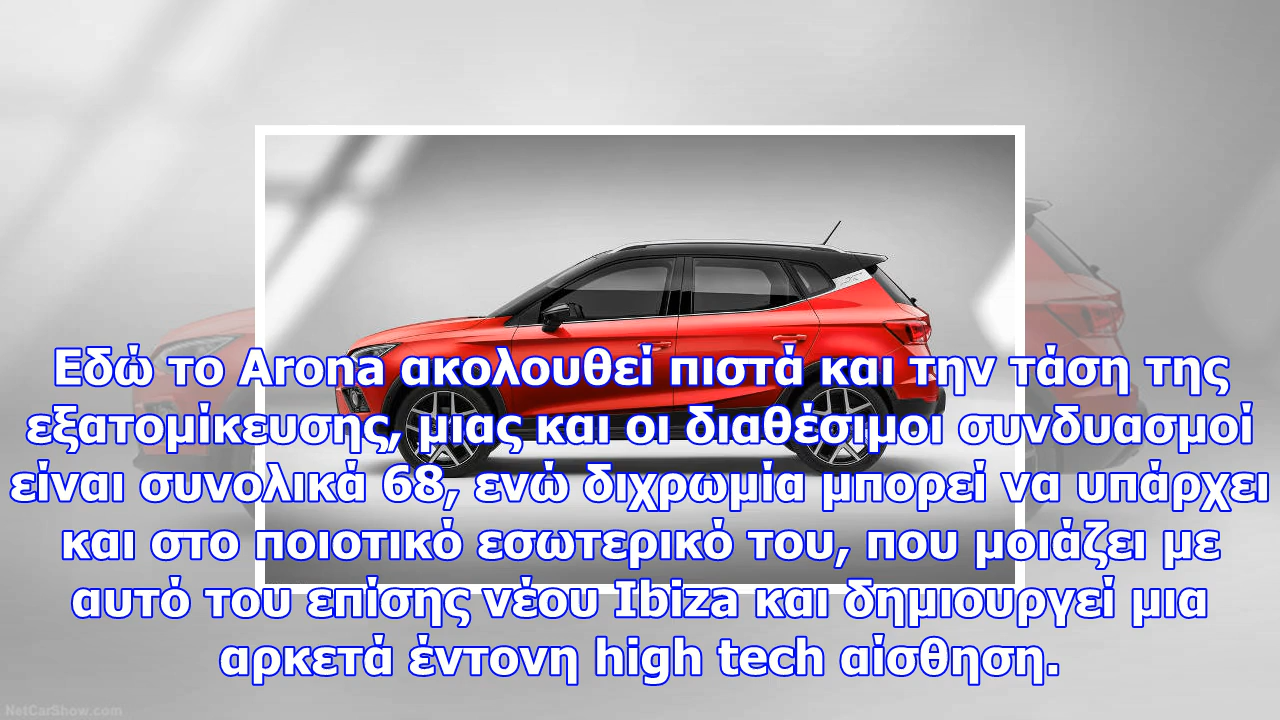 Εδώ το Arona ακολουθεί πιστά και την τάση της
εξατομίκευσης, μιας και οι διαθέσιμοι συνδυασμοί
είναι συνολικά 68, ενώ διχρωμία μπορεί να υπάρχει
και στο ποιοτικό εσωτερικό του, που μοιάζει με
αυτό του επίσης νέου Ibiza και δημιουργεί μια
αρκετά έντονη high tech αίσθηση.
NetCarShow.com